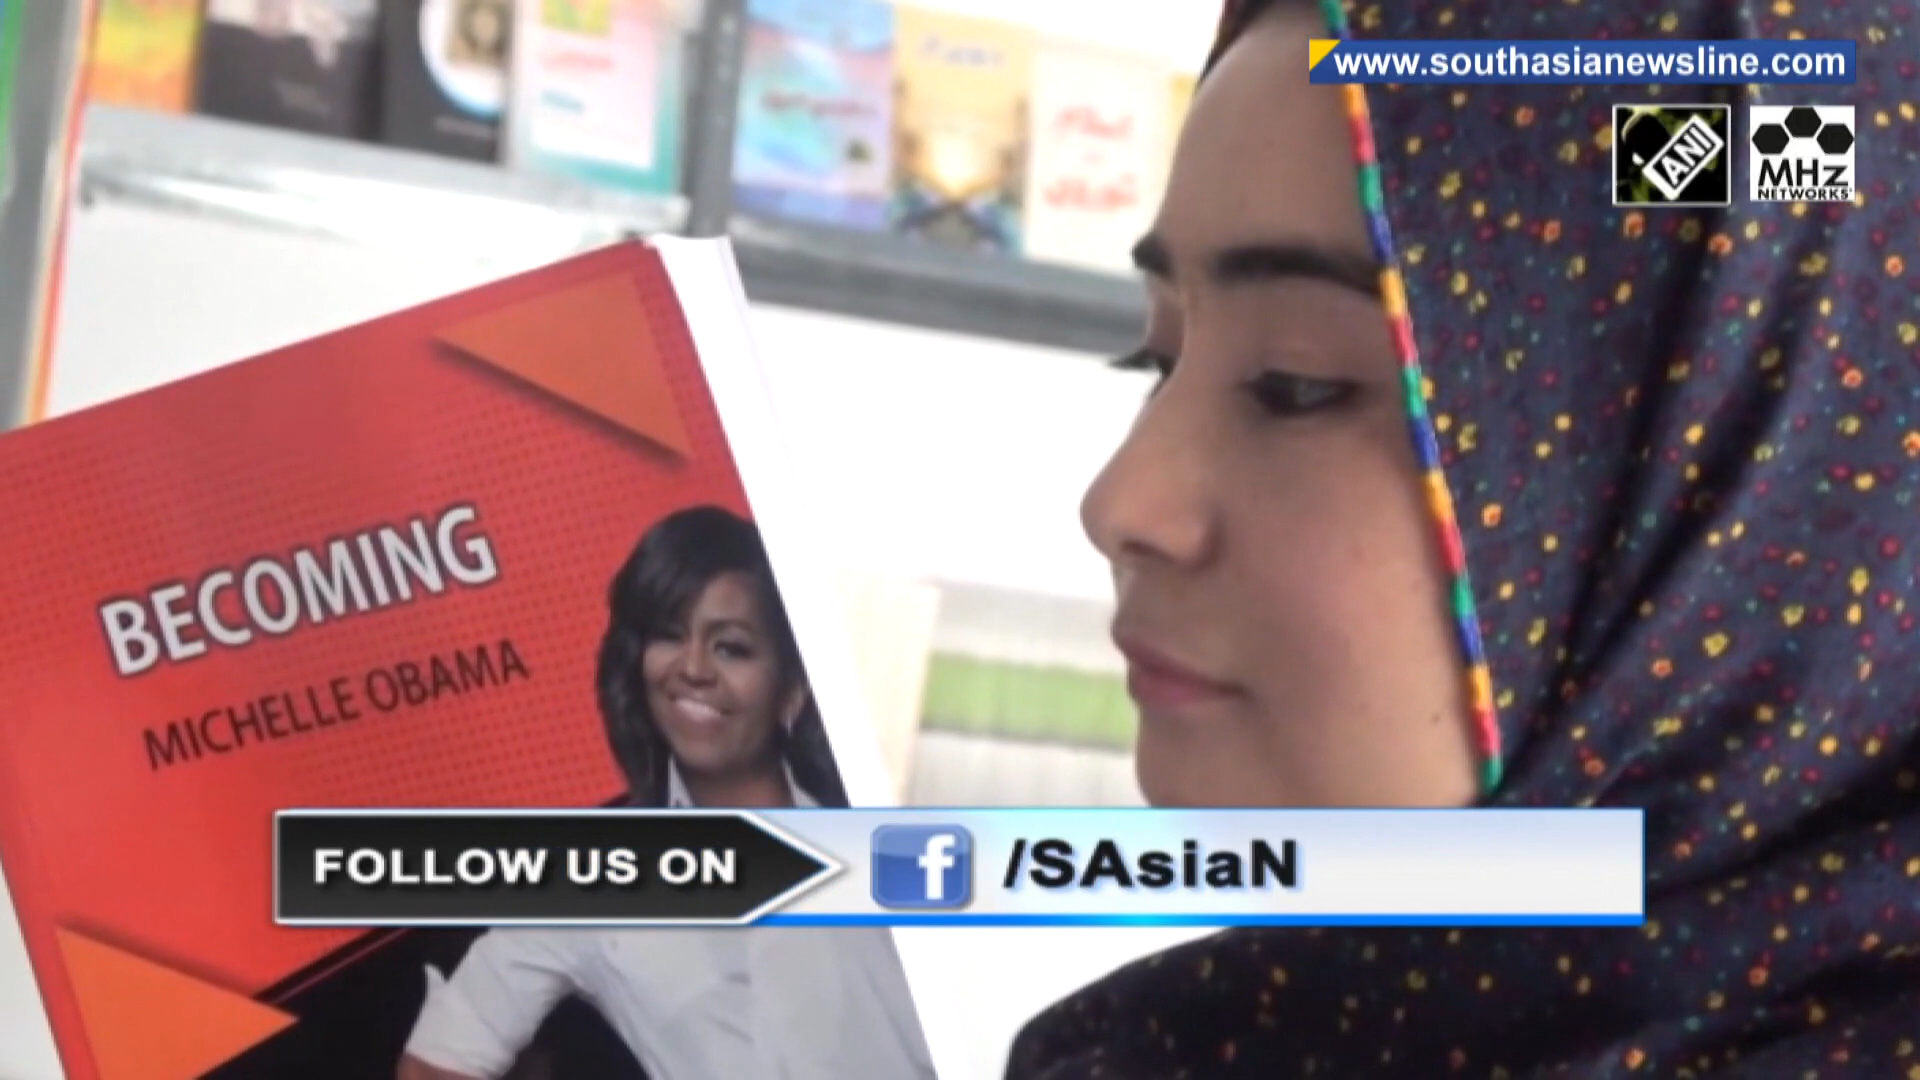 www.southasianewsline.com
ANI
MHz
NETWORKS
BECOMING
MICHELLE OBAMA
FOLLOW US ON
f /SAsiaN